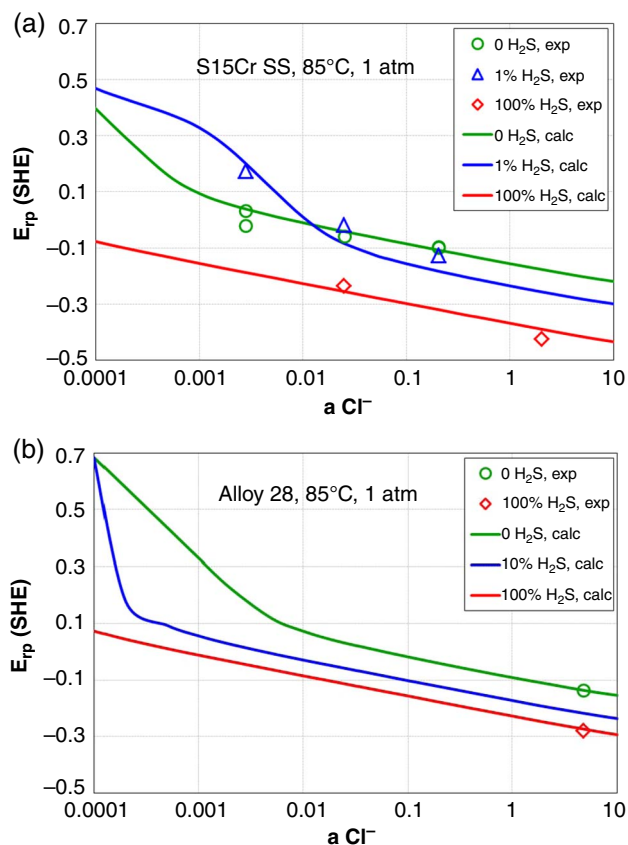 (a)
0.7
0.5
0.3
0.1
−0.1
−0.3
−0.5
E_rp (SHE)
S15Cr SS, 85°C, 1 atm
0 H₂S, exp
1% H₂S, exp
100% H₂S, exp
0 H₂S, calc
1% H₂S, calc
100% H₂S, calc
0.0001 0.001 0.01 0.1 1 10
a Cl⁻
(b)
0.7
0.5
0.3
0.1
−0.1
−0.3
−0.5
E_rp (SHE)
Alloy 28, 85°C, 1 atm
0 H₂S, exp
100% H₂S, exp
0 H₂S, calc
10% H₂S, calc
100% H₂S, calc
0.0001 0.001 0.01 0.1 1 10
a Cl⁻